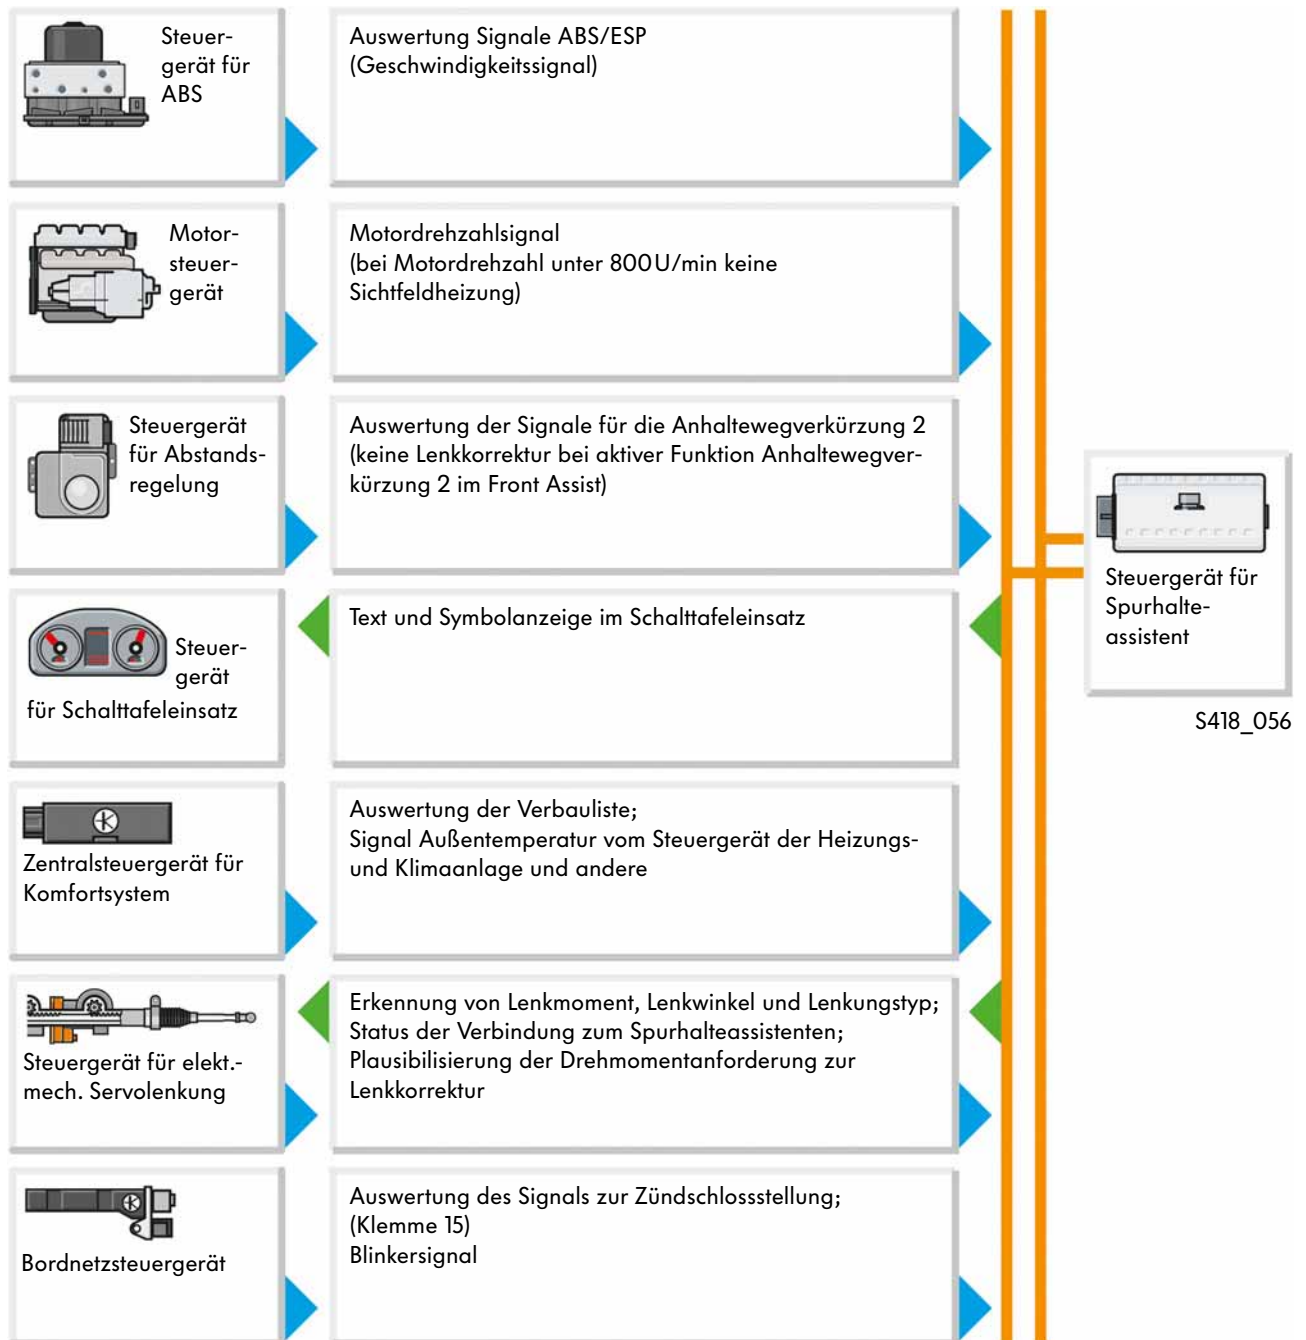 Steuer-
gerät für
ABS
Auswertung Signale ABS/ESP
(Geschwindigkeitssignal)
Motor-
steuer-
gerät
Motordrehzahlsignal
(bei Motordrehzahl unter 800 U/min keine
Sichtfeldheizung)
Steuergerät
für Abstands-
regelung
Auswertung der Signale für die Anhaltewegverkürzung 2
(keine Lenkkorrektur bei aktiver Funktion Anhaltewegver-
kürzung 2 im Front Assist)
Steuergerät für
Spurhalte-
assistent
S418_056
Steuer-
gerät
für Schalttafeleinsatz
Text und Symbolanzeige im Schalttafeleinsatz
Zentralsteuergerät für
Komfortsystem
Auswertung der Verbauliste;
Signal Außentemperatur vom Steuergerät der Heizungs-
und Klimaanlage und andere
Steuergerät für elekt.-
mech. Servolenkung
Erkennung von Lenkmoment, Lenkwinkel und Lenkungstyp;
Status der Verbindung zum Spurhalteassistenten;
Plausibilisierung der Drehmomentanforderung zur
Lenkkorrektur
Bordnetzsteuergerät
Auswertung des Signals zur Zündschlossstellung;
(Klemme 15)
Blinkersignal